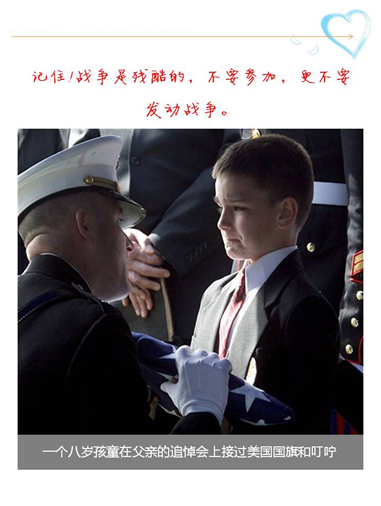 记住!战争是残酷的，不要参加，更不要
发动战争。
一个八岁孩童在父亲的追悼会上接过美国国旗和叮咛